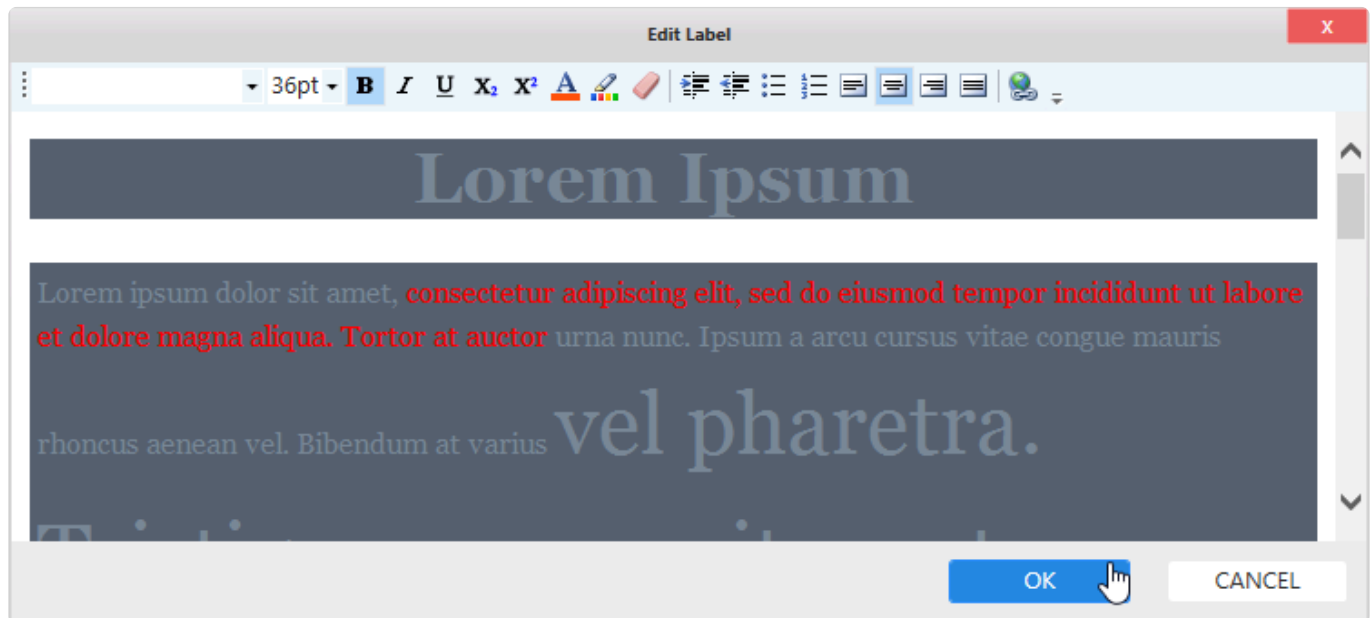 Edit Label
X
36pt B I U X₂ X² A
Lorem Ipsum
Lorem ipsum dolor sit amet, consectetur adipiscing elit, sed do eiusmod tempor incididunt ut labore
et dolore magna aliqua. Tortor at auctor urna nunc. Ipsum a arcu cursus vitae congue mauris
rhoncus aenean vel. Bibendum at varius vel pharetra.
OK CANCEL